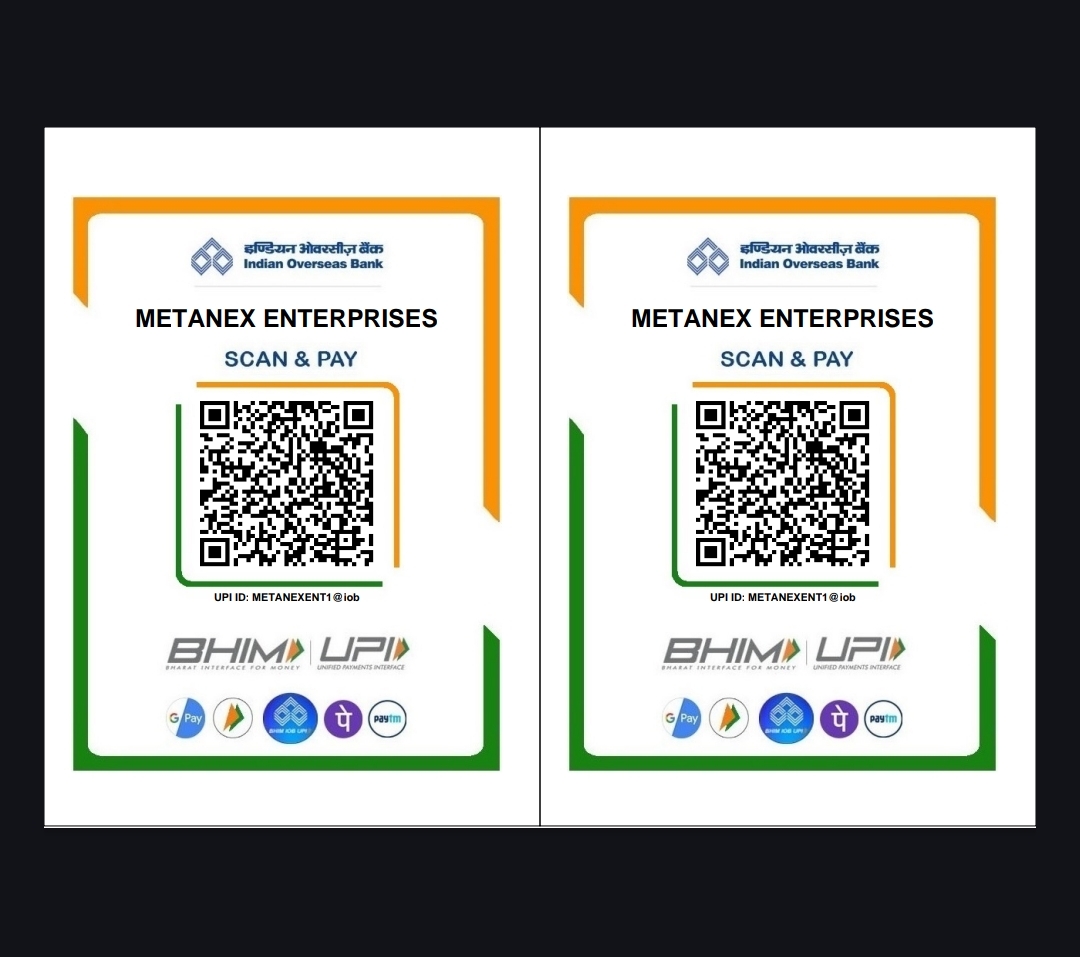 इण्डियन ओवरसीज़ बैंक
Indian Overseas Bank
METANEX ENTERPRISES
SCAN & PAY
UPI ID: METANEXENT1@iob
BHIM UPI
BHARAT INTERFACE FOR MONEY UNIFIED PAYMENTS INTERFACE
G Pay BHIM IOB UPI पे paytm
इण्डियन ओवरसीज़ बैंक
Indian Overseas Bank
METANEX ENTERPRISES
SCAN & PAY
UPI ID: METANEXENT1@iob
BHIM UPI
BHARAT INTERFACE FOR MONEY UNIFIED PAYMENTS INTERFACE
G Pay BHIM IOB UPI पे paytm